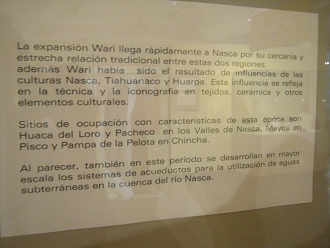 La expansión Wari llega rápidamente a Nasca por su cercanía y
estrecha relación tradicional entre estas dos regiones.
además Wari había sido el resultado de influencias de las
culturas Nasca, Tiahuanaco y Huarpa. Esta influencia se refleja
en la técnica y la iconografía en tejidos, cerámica y otros
elementos culturales.
Sitios de ocupación con características de esta época son
Huaca del Loro y Pacheco en los Valles de Nasca, Maymi en
Pisco y Pampa de la Pelota en Chincha.
Al parecer, también en este periodo se desarrollan en mayor
escala los sistemas de acueductos para la utilización de aguas
subterráneas en la cuenca del río Nasca.